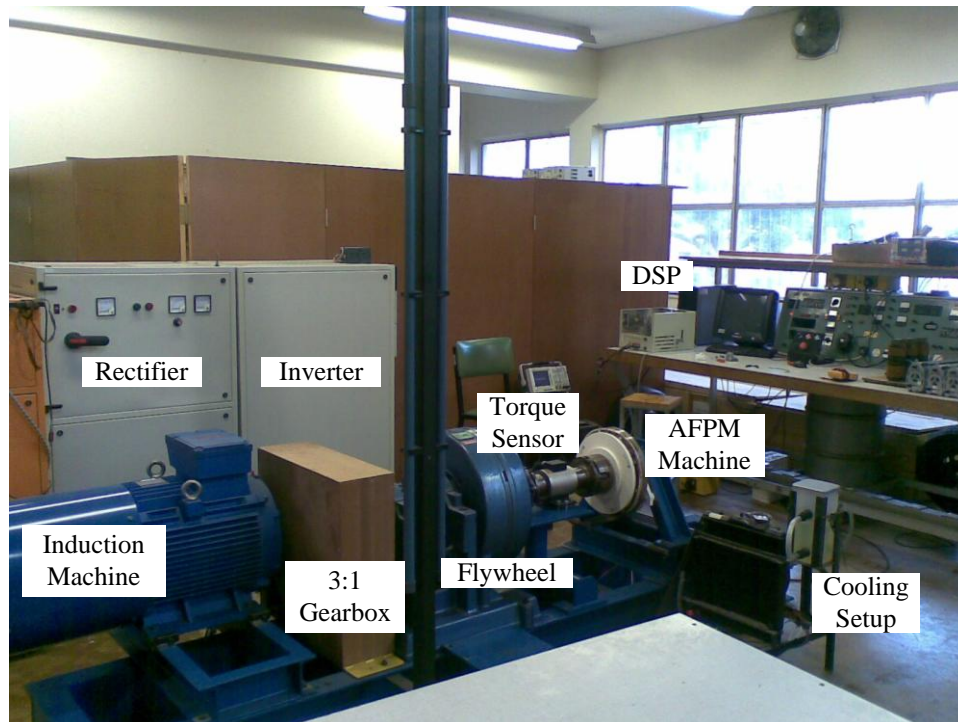 DSP
Rectifier
Inverter
Torque
Sensor
AFPM
Machine
Induction
Machine
3:1
Gearbox
Flywheel
Cooling
Setup